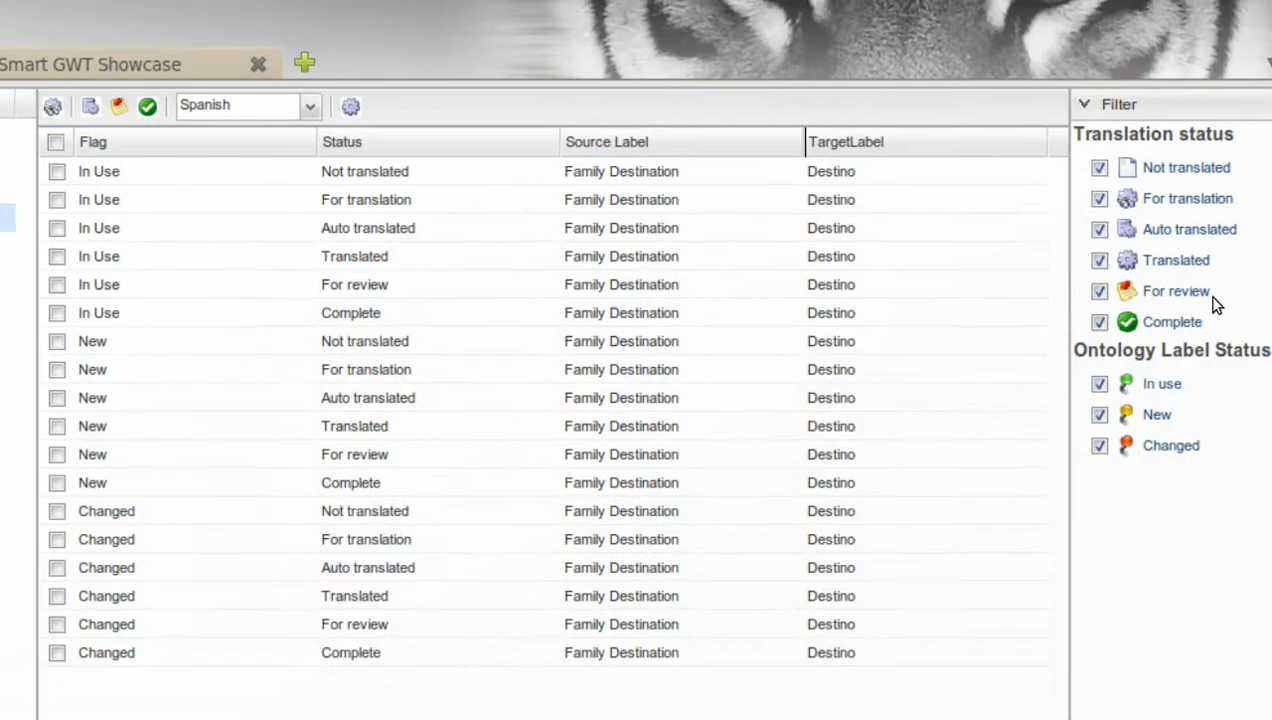 Smart GWT Showcase
Spanish
Flag Status Source Label TargetLabel
In Use Not translated Family Destination Destino
In Use For translation Family Destination Destino
In Use Auto translated Family Destination Destino
In Use Translated Family Destination Destino
In Use For review Family Destination Destino
In Use Complete Family Destination Destino
New Not translated Family Destination Destino
New For translation Family Destination Destino
New Auto translated Family Destination Destino
New Translated Family Destination Destino
New For review Family Destination Destino
New Complete Family Destination Destino
Changed Not translated Family Destination Destino
Changed For translation Family Destination Destino
Changed Auto translated Family Destination Destino
Changed Translated Family Destination Destino
Changed For review Family Destination Destino
Changed Complete Family Destination Destino
Filter
Translation status
Not translated
For translation
Auto translated
Translated
For review
Complete
Ontology Label Status
In use
New
Changed